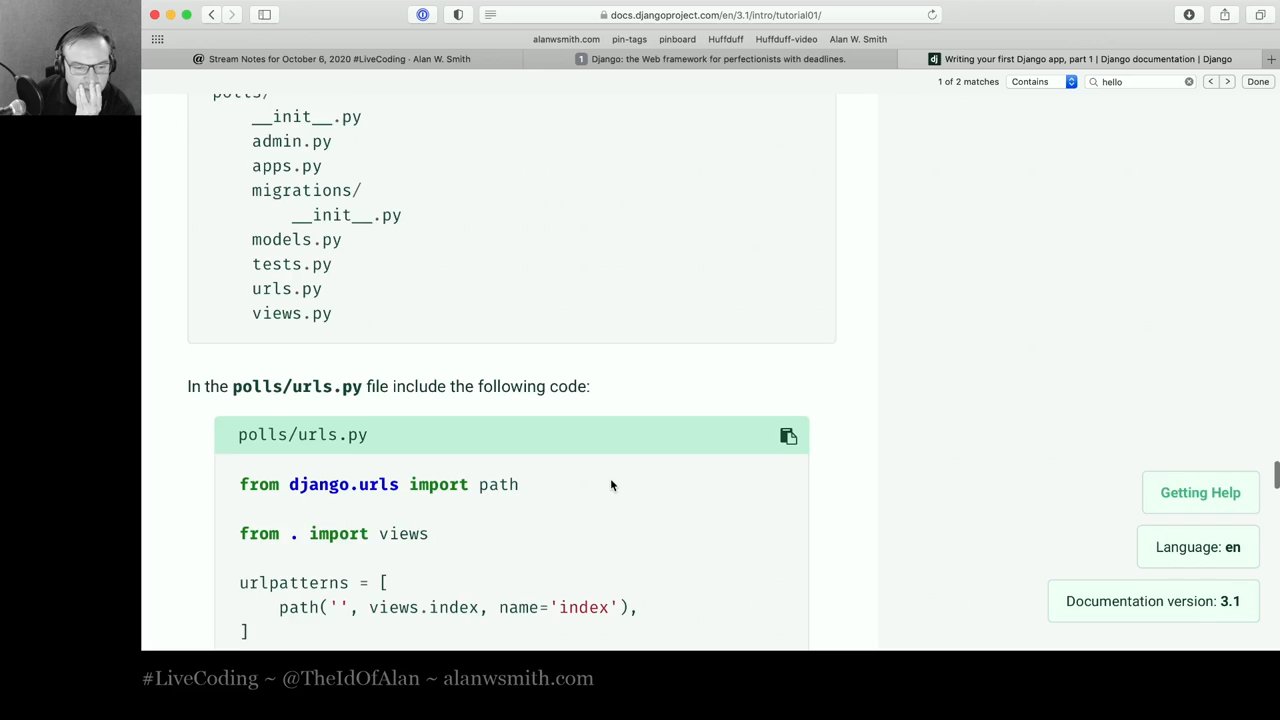 docs.djangoproject.com/en/3.1/intro/tutorial01/
alanwsmith.com pin-tags pinboard Huffduff Huffduff-video Alan W. Smith
@ Stream Notes for October 6, 2020 #LiveCoding · Alan W. Smith
1 Django: the Web framework for perfectionists with deadlines.
dj Writing your first Django app, part 1 | Django documentation | Django
1 of 2 matches Contains hello Done
polls/
__init__.py
admin.py
apps.py
migrations/
__init__.py
models.py
tests.py
urls.py
views.py
In the polls/urls.py file include the following code:
polls/urls.py
from django.urls import path
from . import views
urlpatterns = [
path('', views.index, name='index'),
]
Getting Help
Language: en
Documentation version: 3.1
#LiveCoding ~ @TheIdOfAlan ~ alanwsmith.com